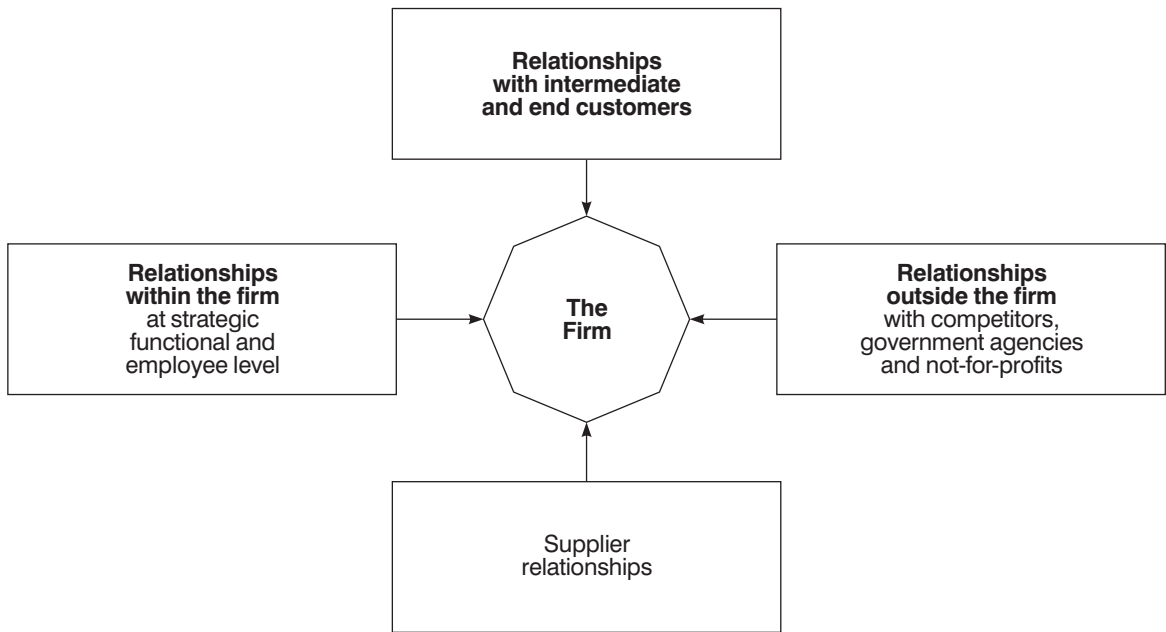 Relationships
with intermediate
and end customers
Relationships
within the firm
at strategic
functional and
employee level
The
Firm
Relationships
outside the firm
with competitors,
government agencies
and not-for-profits
Supplier
relationships